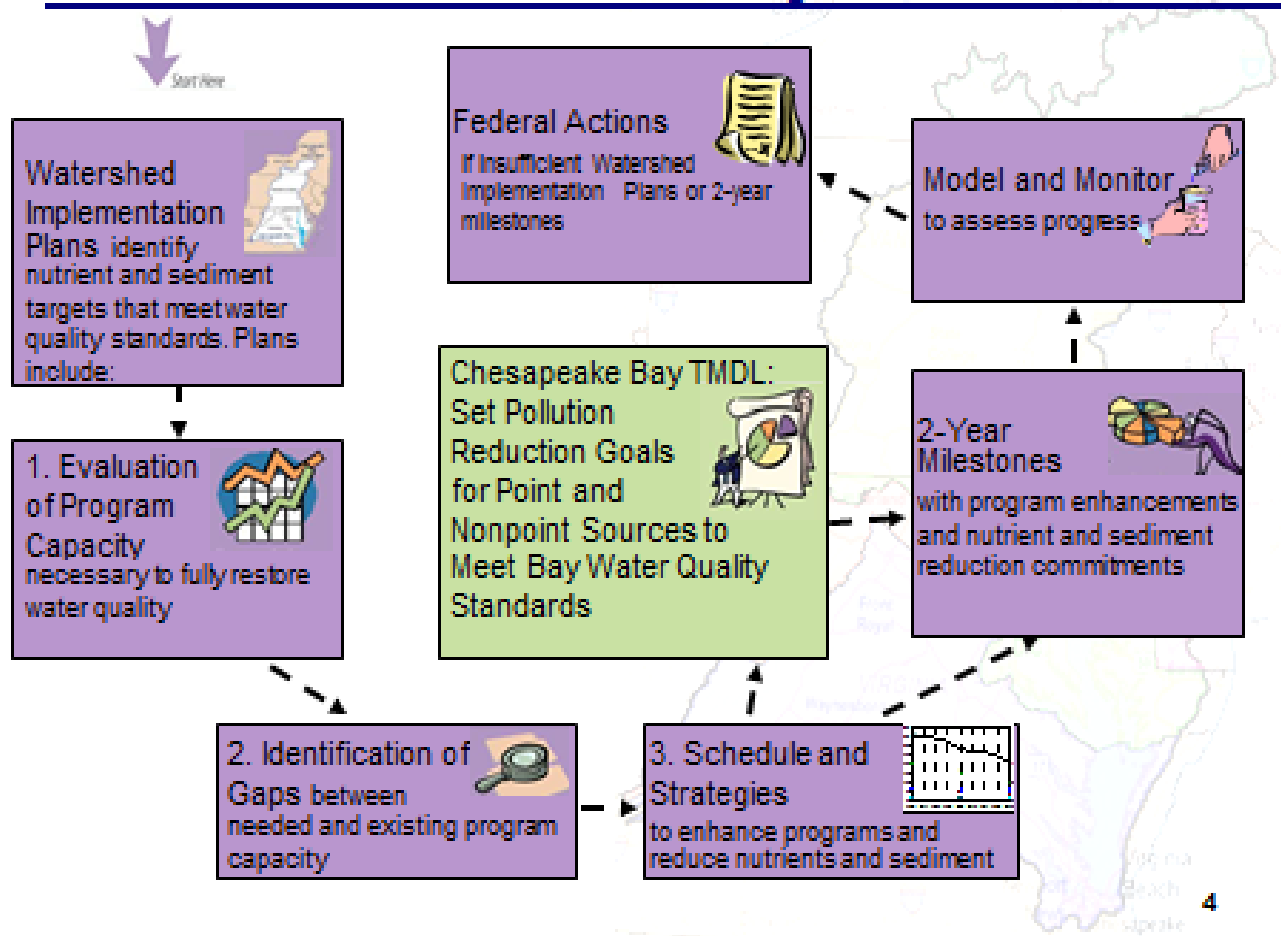 Start Here
Watershed
Implementation
Plans identify
nutrient and sediment
targets that meet water
quality standards. Plans
include:
1. Evaluation
of Program
Capacity
necessary to fully restore
water quality
2. Identification of
Gaps between
needed and existing program
capacity
3. Schedule and
Strategies
to enhance programs and
reduce nutrients and sediment
Chesapeake Bay TMDL:
Set Pollution
Reduction Goals
for Point and
Nonpoint Sources to
Meet Bay Water Quality
Standards
2-Year
Milestones
with program enhancements
and nutrient and sediment
reduction commitments
Model and Monitor
to assess progress
Federal Actions
If Insufficient Watershed
Implementation Plans or 2-year
milestones
Front
Royal
Virginia
Beach
4